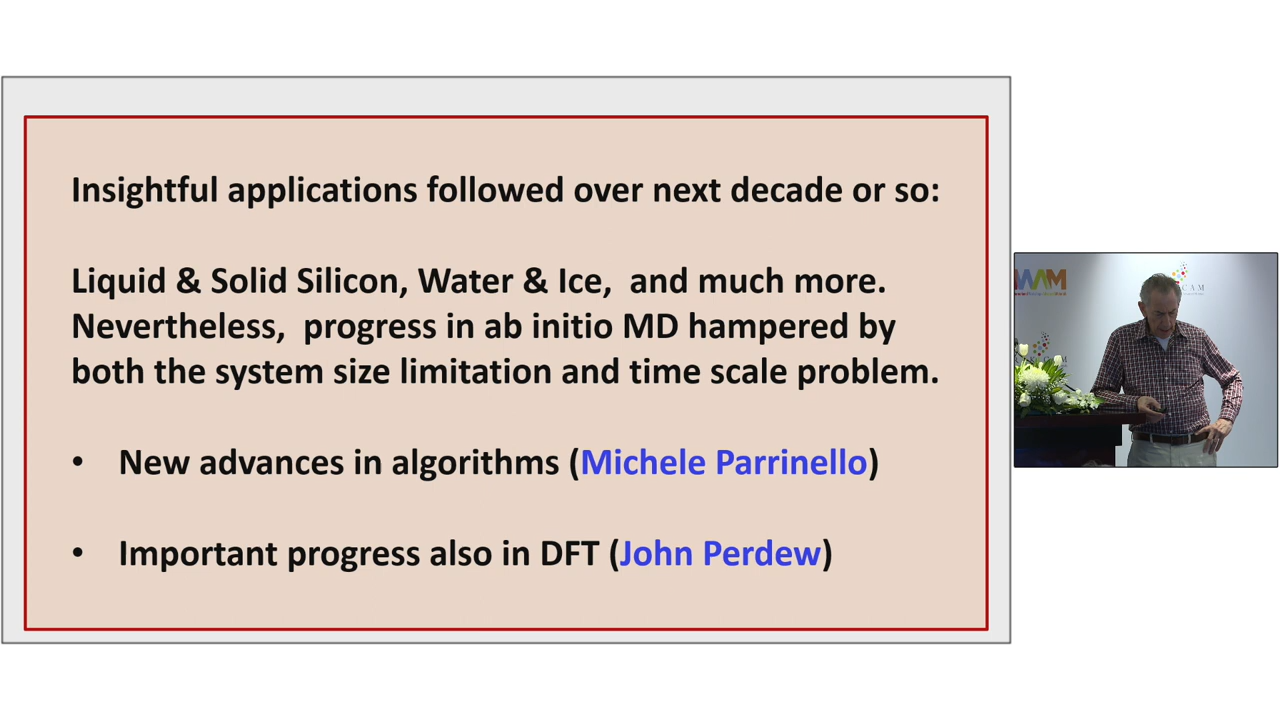 Insightful applications followed over next decade or so:
Liquid & Solid Silicon, Water & Ice, and much more.
Nevertheless, progress in ab initio MD hampered by
both the system size limitation and time scale problem.
• New advances in algorithms (Michele Parrinello)
• Important progress also in DFT (John Perdew)